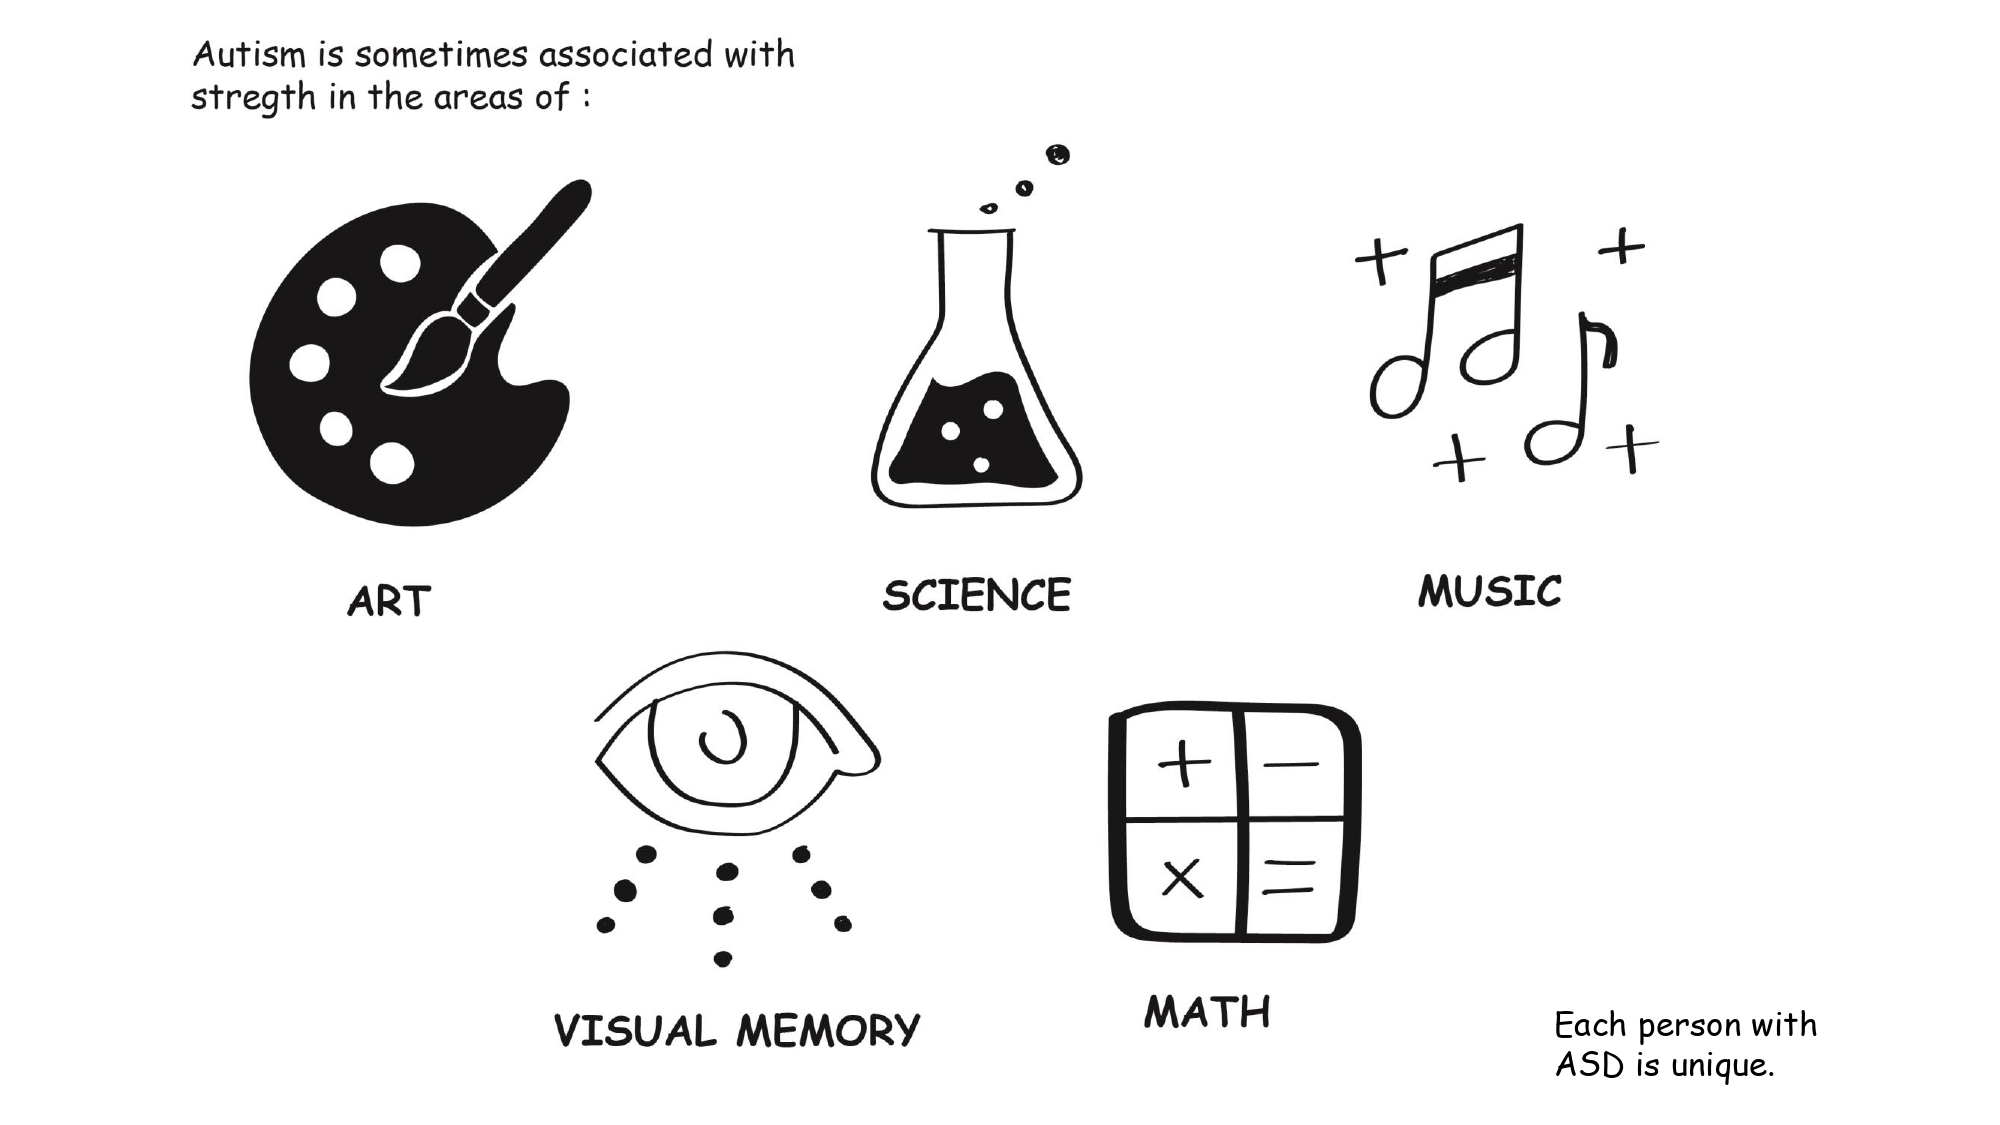 Autism is sometimes associated with
stregth in the areas of :
ART
SCIENCE
MUSIC
VISUAL MEMORY
MATH
Each person with
ASD is unique.